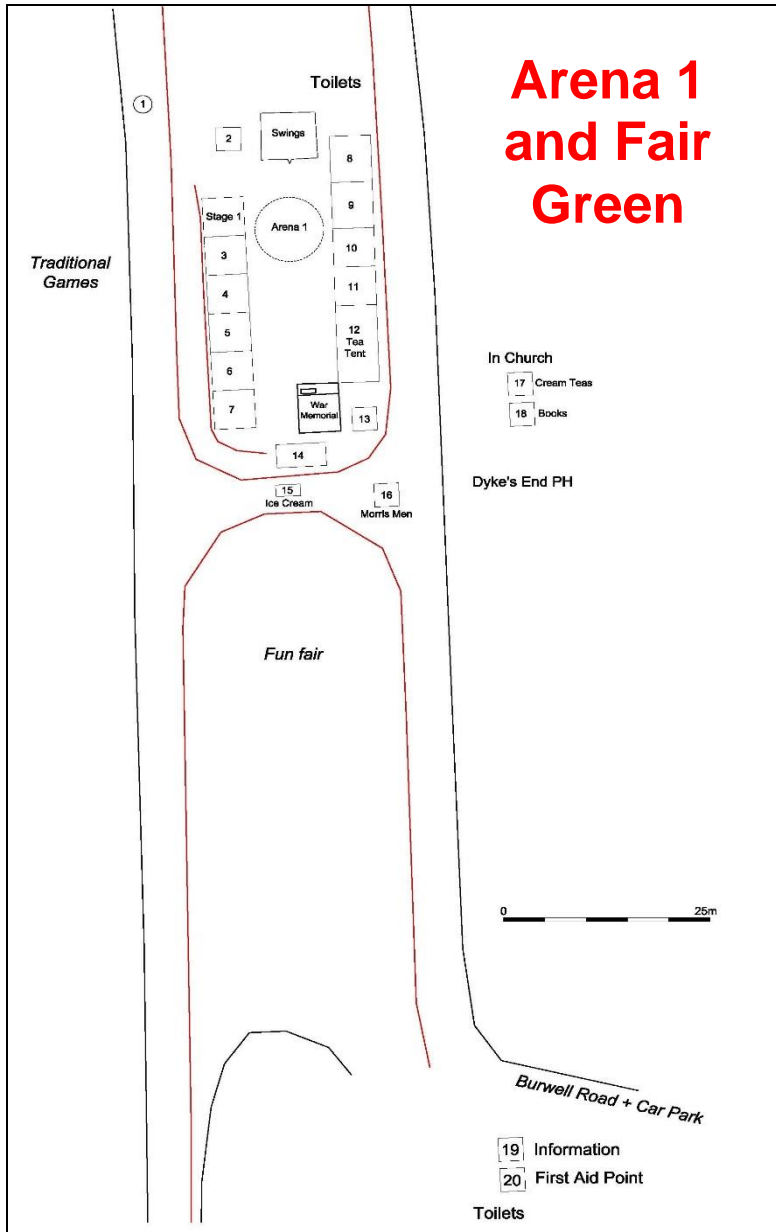 Arena 1
and Fair
Green
Toilets
1
2
Swings
8
Stage 1
Arena 1
9
3
10
Traditional
Games
4
11
5
12
Tea
Tent
6
7
War
Memorial
13
In Church
17 Cream Teas
18 Books
14
15
Ice Cream
16
Morris Men
Dyke's End PH
Fun fair
0 25m
Burwell Road + Car Park
19 Information
20 First Aid Point
Toilets